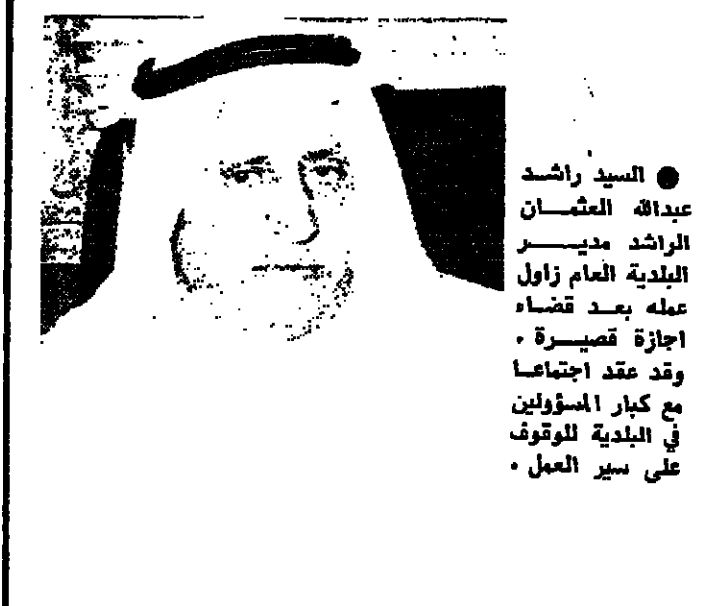 ● السيد راشد
عبدالله العثمان
الراشد مدير
البلدية العام زاول
عمله بعد قضاء
اجازة قصيرة .
وقد عقد اجتماعا
مع كبار المسؤولين
في البلدية للوقوف
على سير العمل .